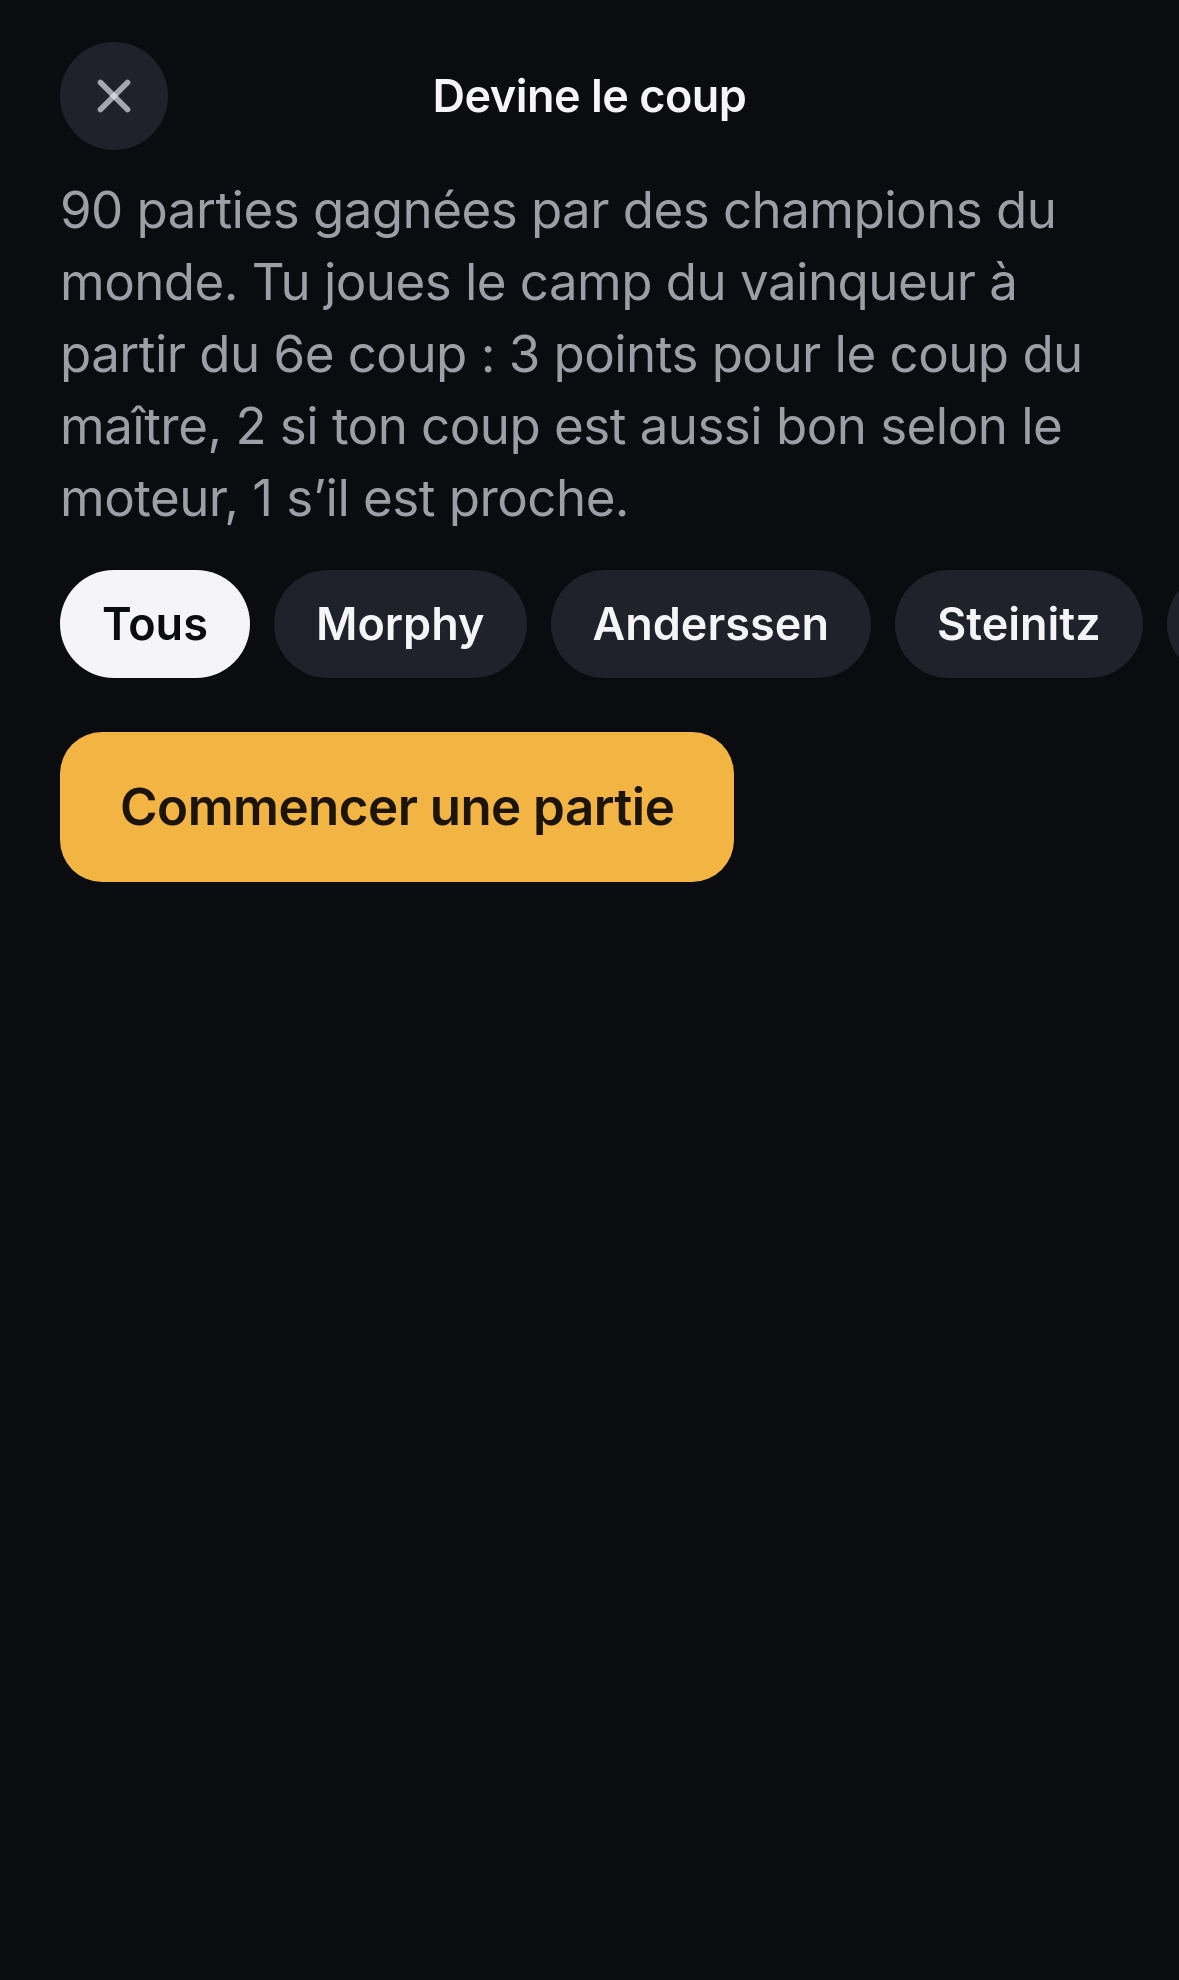 Devine le coup
90 parties gagnées par des champions du
monde. Tu joues le camp du vainqueur à
partir du 6e coup : 3 points pour le coup du
maître, 2 si ton coup est aussi bon selon le
moteur, 1 s’il est proche.
Tous Morphy Anderssen Steinitz
Commencer une partie